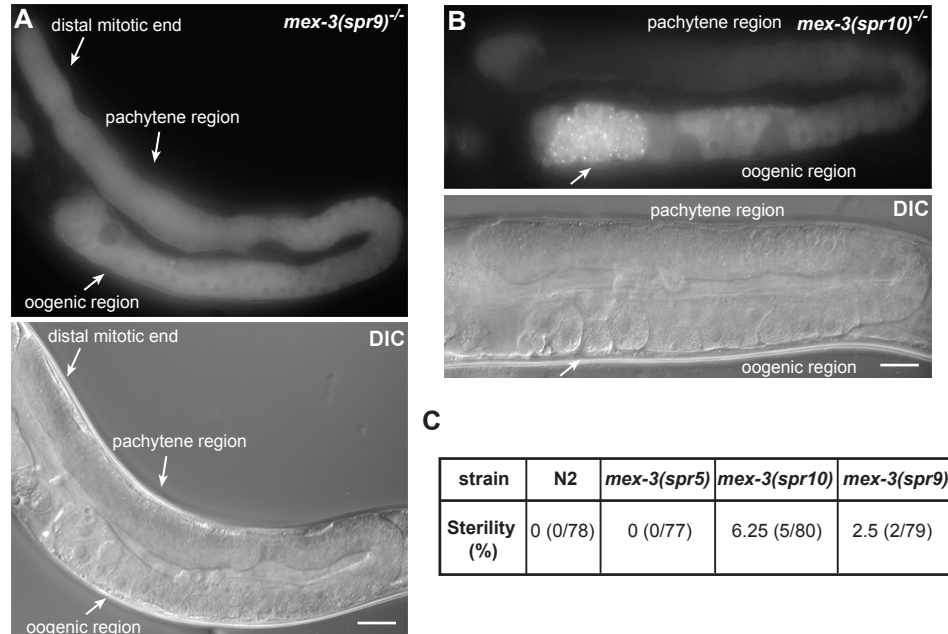 A
mex-3(spr9)-/-
distal mitotic end
pachytene region
oogenic region
distal mitotic end
DIC
pachytene region
oogenic region
B
pachytene region
mex-3(spr10)-/-
oogenic region
pachytene region
DIC
oogenic region
C
strain N2 mex-3(spr5) mex-3(spr10) mex-3(spr9)
Sterility 0 (0/78) 0 (0/77) 6.25 (5/80) 2.5 (2/79)
(%)